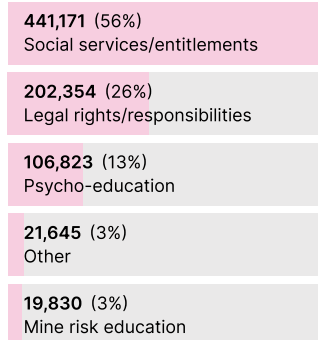 441,171 (56%)
Social services/entitlements
202,354 (26%)
Legal rights/responsibilities
106,823 (13%)
Psycho-education
21,645 (3%)
Other
19,830 (3%)
Mine risk education